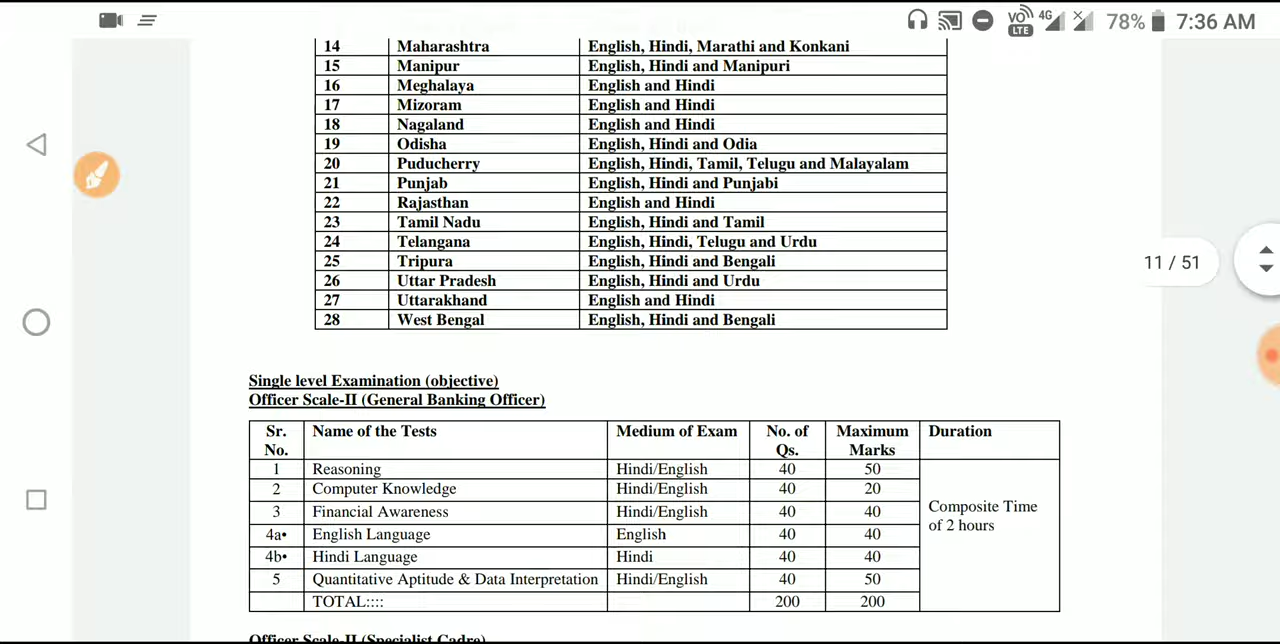 VO LTE 4G 78% 7:36 AM
14 Maharashtra English, Hindi, Marathi and Konkani
15 Manipur English, Hindi and Manipuri
16 Meghalaya English and Hindi
17 Mizoram English and Hindi
18 Nagaland English and Hindi
19 Odisha English, Hindi and Odia
20 Puducherry English, Hindi, Tamil, Telugu and Malayalam
21 Punjab English, Hindi and Punjabi
22 Rajasthan English and Hindi
23 Tamil Nadu English, Hindi and Tamil
24 Telangana English, Hindi, Telugu and Urdu
25 Tripura English, Hindi and Bengali
26 Uttar Pradesh English, Hindi and Urdu
27 Uttarakhand English and Hindi
28 West Bengal English, Hindi and Bengali
11 / 51
Single level Examination (objective)
Officer Scale-II (General Banking Officer)
Sr. No. Name of the Tests Medium of Exam No. of Qs. Maximum Marks Duration
1 Reasoning Hindi/English 40 50
2 Computer Knowledge Hindi/English 40 20
3 Financial Awareness Hindi/English 40 40
Composite Time of 2 hours
4a• English Language English 40 40
4b• Hindi Language Hindi 40 40
5 Quantitative Aptitude & Data Interpretation Hindi/English 40 50
TOTAL:::: 200 200
Officer Scale-II (Specialist Cadre)